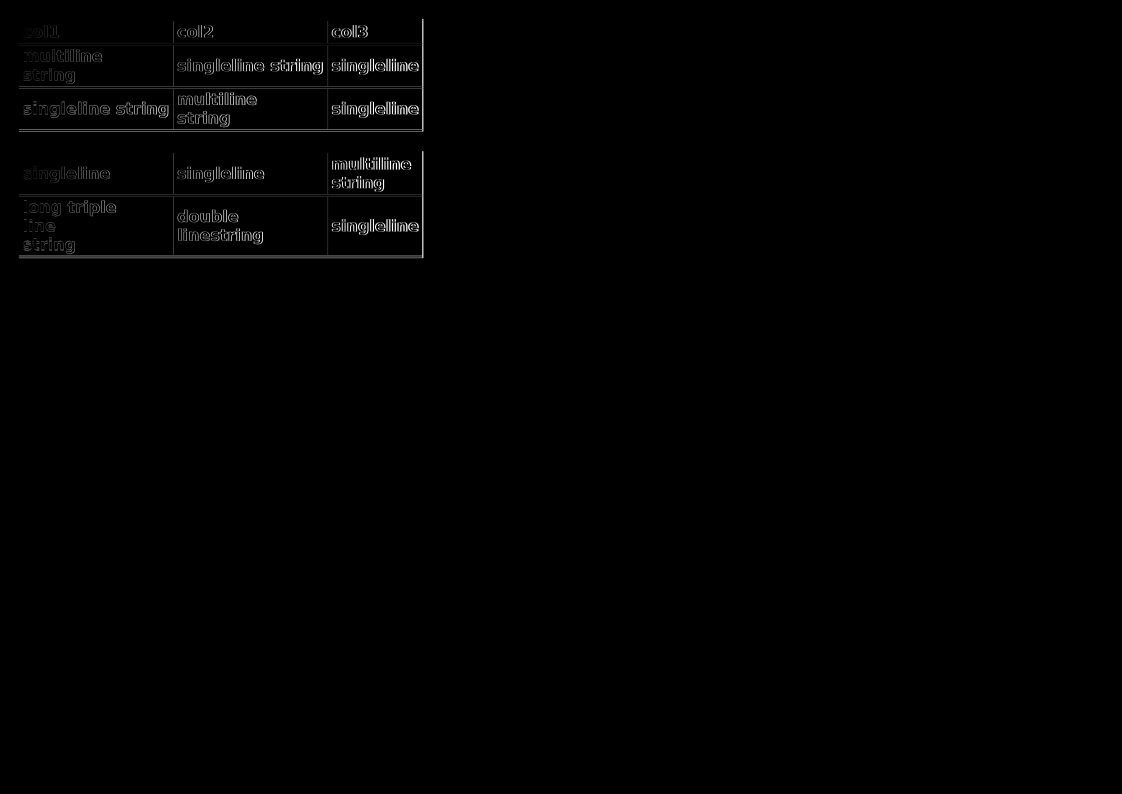 col1 col2 col3
multiline
string
singleline string
singleline
singleline string
multiline
string
singleline
singleline
singleline
multiline
string
long triple
line
string
double
linestring
singleline